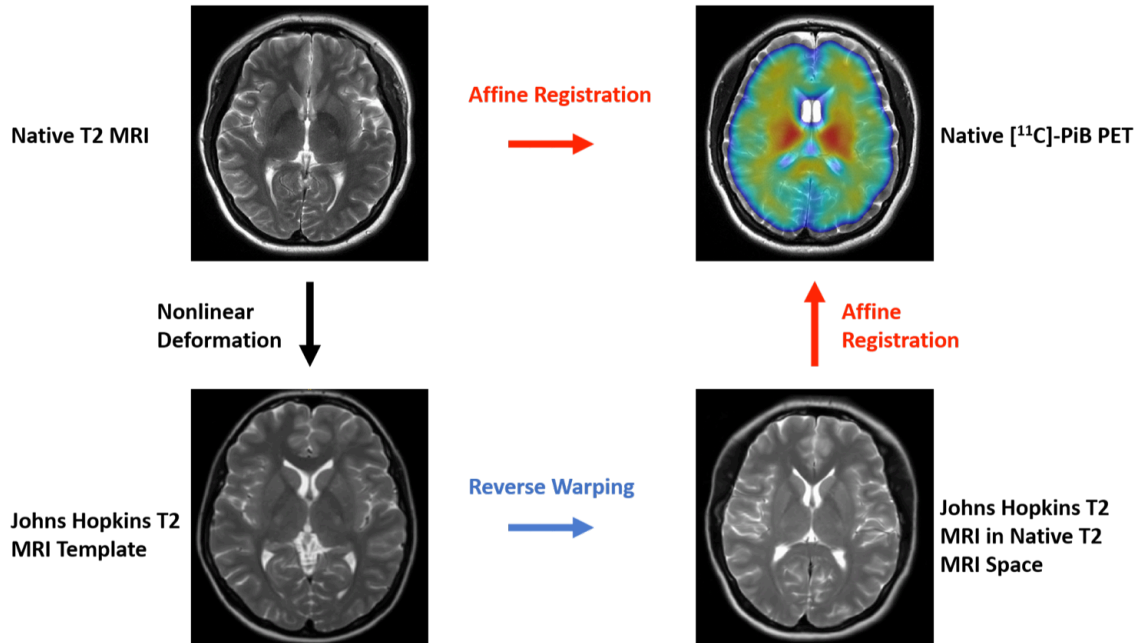 Native T2 MRI
Affine Registration
Native [¹¹C]-PiB PET
Nonlinear
Deformation
Affine
Registration
Johns Hopkins T2
MRI Template
Reverse Warping
Johns Hopkins T2
MRI in Native T2
MRI Space